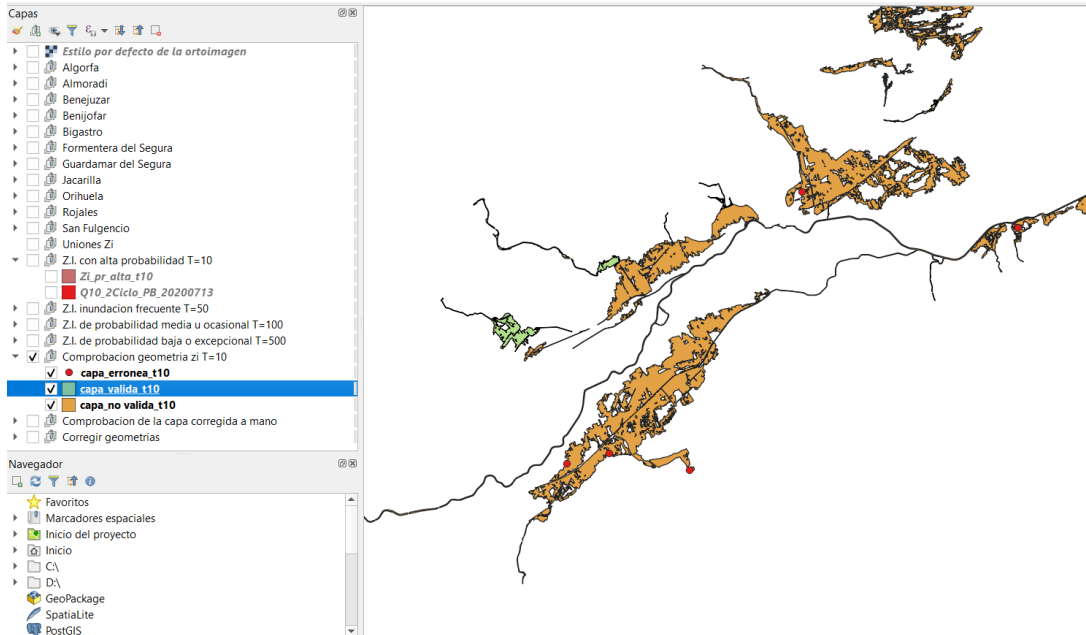 Capas
Estilo por defecto de la ortoimagen
Algorfa
Almoradi
Benejuzar
Benijofar
Bigastro
Formentera del Segura
Guardamar del Segura
Jacarilla
Orihuela
Rojales
San Fulgencio
Uniones Zi
Z.I. con alta probabilidad T=10
Zi_pr_alta_t10
Q10_2Ciclo_PB_20200713
Z.I. inundacion frecuente T=50
Z.I. de probabilidad media u ocasional T=100
Z.I. de probabilidad baja o excepcional T=500
Comprobacion geometria zi T=10
capa_erronea_t10
capa_valida_t10
capa_no valida_t10
Comprobacion de la capa corregida a mano
Corregir geometrias
Navegador
Favoritos
Marcadores espaciales
Inicio del proyecto
Inicio
C:\
D:\
GeoPackage
SpatiaLite
PostGIS